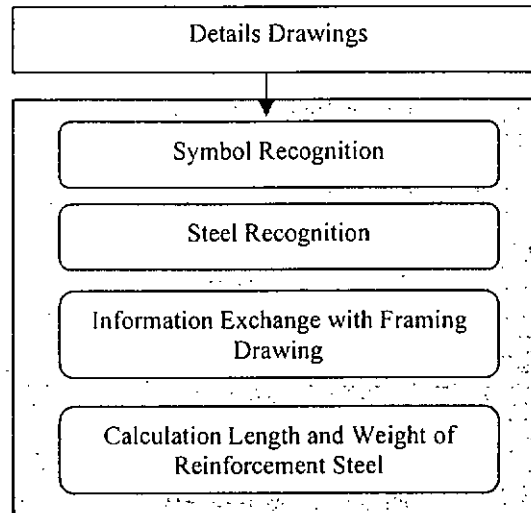 Details Drawings
Symbol Recognition
Steel Recognition
Information Exchange with Framing
Drawing
Calculation Length and Weight of
Reinforcement Steel